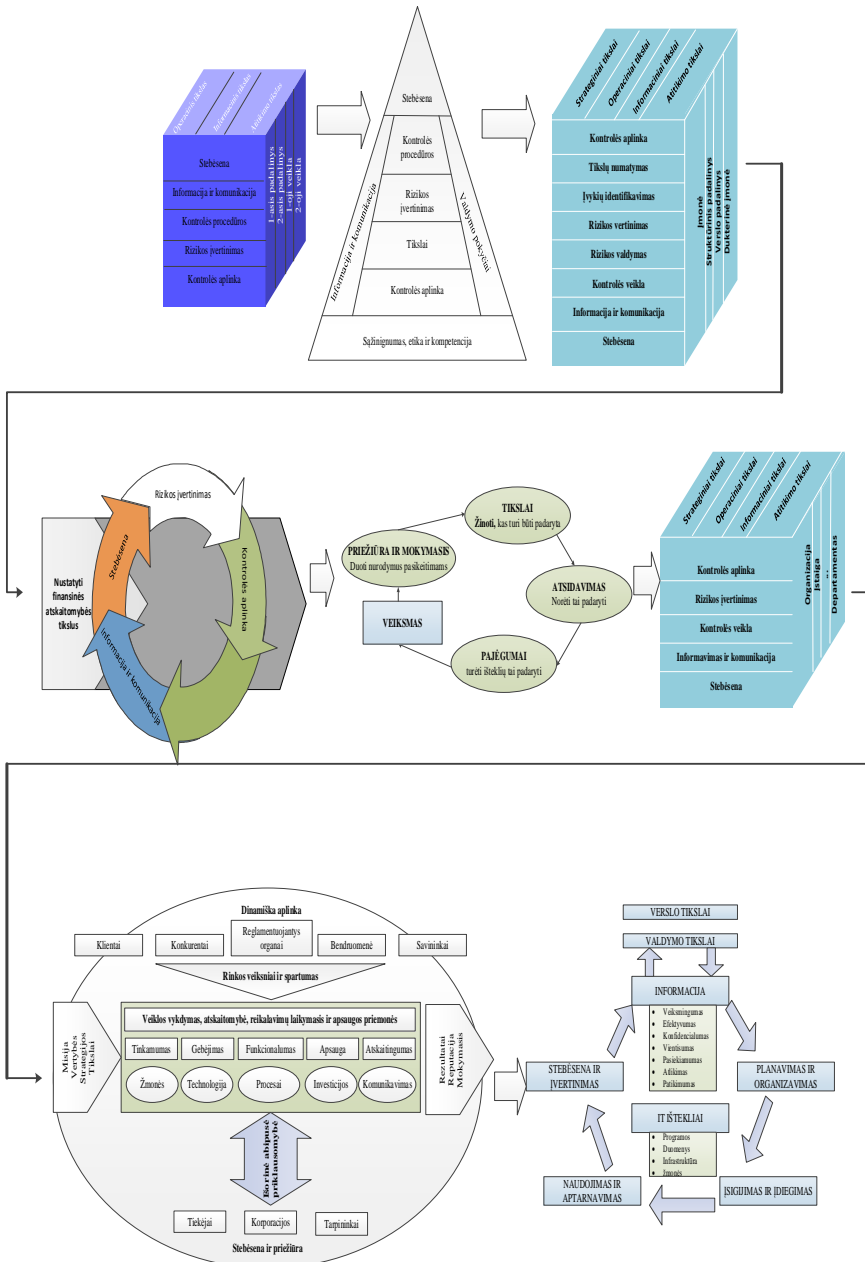 Operaciniai tikslai
Informaciniai tikslai
Atitikimo tikslai
Stebėsena
Informacija ir komunikacija
Kontrolės procedūros
Rizikos įvertinimas
Kontrolės aplinka
1-asis padalinys
2-asis padalinys
1-oji veikla
2-oji veikla
Stebėsena
Kontrolės
procedūros
Rizikos
įvertinimas
Tikslai
Kontrolės aplinka
Informacija ir komunikacija
Valdymo pokyčiai
Sąžinignumas, etika ir kompetencija
Strateginiai tikslai
Operaciniai tikslai
Informaciniai tikslai
Atitikimo tikslai
Kontrolės aplinka
Tikslų numatymas
Įvykių identifikavimas
Rizikos vertinimas
Rizikos valdymas
Kontrolės veikla
Informacija ir komunikacija
Stebėsena
Įmonė
Struktūrinis padalinys
Verslo padalinys
Dukterinė įmonė
Nustatyti
finansinės
atskaitomybės
tikslus
Rizikos įvertinimas
Stebėsena
Kontrolės aplinka
Informacija ir komunikacija
TIKSLAI
Žinoti, kas turi būti padaryta
PRIEŽIŪRA IR MOKYMASIS
Duoti nurodymus pasikeitimams
ATSIDAVIMAS
Norėti tai padaryti
VEIKSMAS
PAJĖGUMAI
turėti išteklių tai padaryti
Strateginiai tikslai
Operaciniai tikslai
Informaciniai tikslai
Atitikimo tikslai
Kontrolės aplinka
Rizikos įvertinimas
Kontrolės veikla
Informavimas ir komunikacija
Stebėsena
Organizacija
Įstaiga
...
Departamentas
Dinamiška aplinka
Klientai
Konkurentai
Reglamentuojantys
organai
Bendruomenė
Savininkai
Rinkos veiksniai ir spartumas
Misija
Vertybės
Strategijos
Tikslai
Veiklos vykdymas, atskaitomybė, reikalavimų laikymasis ir apsaugos priemonės
Tinkamumas
Gebėjimas
Funkcionalumas
Apsauga
Atskaitingumas
Žmonės
Technologija
Procesai
Investicijos
Komunikavimas
Rezultatai
Reputacija
Mokymasis
Išorinė abipusė
priklausomybė
Tiekėjai
Korporacijos
Tarpininkai
Stebėsena ir priežiūra
VERSLO TIKSLAI
VALDYMO TIKSLAI
INFORMACIJA
• Veiksmingumas
• Efektyvumas
• Konfidencialumas
• Vientisumas
• Pasiekiamumas
• Atitikimas
• Patikinumas
STEBĖSENA IR
ĮVERTINIMAS
PLANAVIMAS IR
ORGANIZAVIMAS
IT IŠTEKLIAI
• Programos
• Duomenys
• Infrastruktūra
• žmonės
NAUDOJIMAS IR
APTARNAVIMAS
ĮSIGIJIMAS IR ĮDIEGIMAS